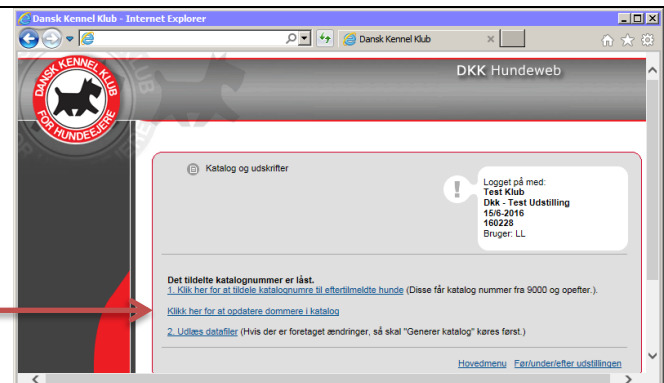 Dansk Kennel Klub - Internet Explorer
Dansk Kennel Klub
DANSK KENNEL KLUB
FOR HUNDEEJERE
DKK Hundeweb
Katalog og udskrifter
Logget på med:
Test Klub
Dkk - Test Udstilling
15/6-2016
160228
Bruger: LL
Det tildelte katalognummer er låst.
1. Klik her for at tildele katalognumre til eftertilmeldte hunde (Disse får katalog nummer fra 9000 og opefter.).
Klikk her for at opdatere dommere i katalog
2. Udlæs datafiler (Hvis der er foretaget ændringer, så skal "Generer katalog" køres først.)
Hovedmenu Før/under/efter udstillingen